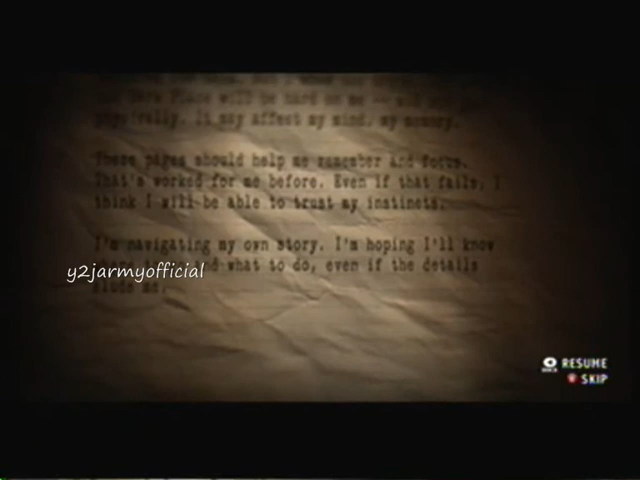 Place will be hard on me -- and
physically. It may affect my mind, my memory.
These pages should help me remember and focus.
That's worked for me before. Even if that fails, I
think I will be able to trust my instincts.
I'm navigating my own story. I'm hoping I'll know
what to do, even if the details
elude me.
y2jarmyofficial
RESUME
SKIP